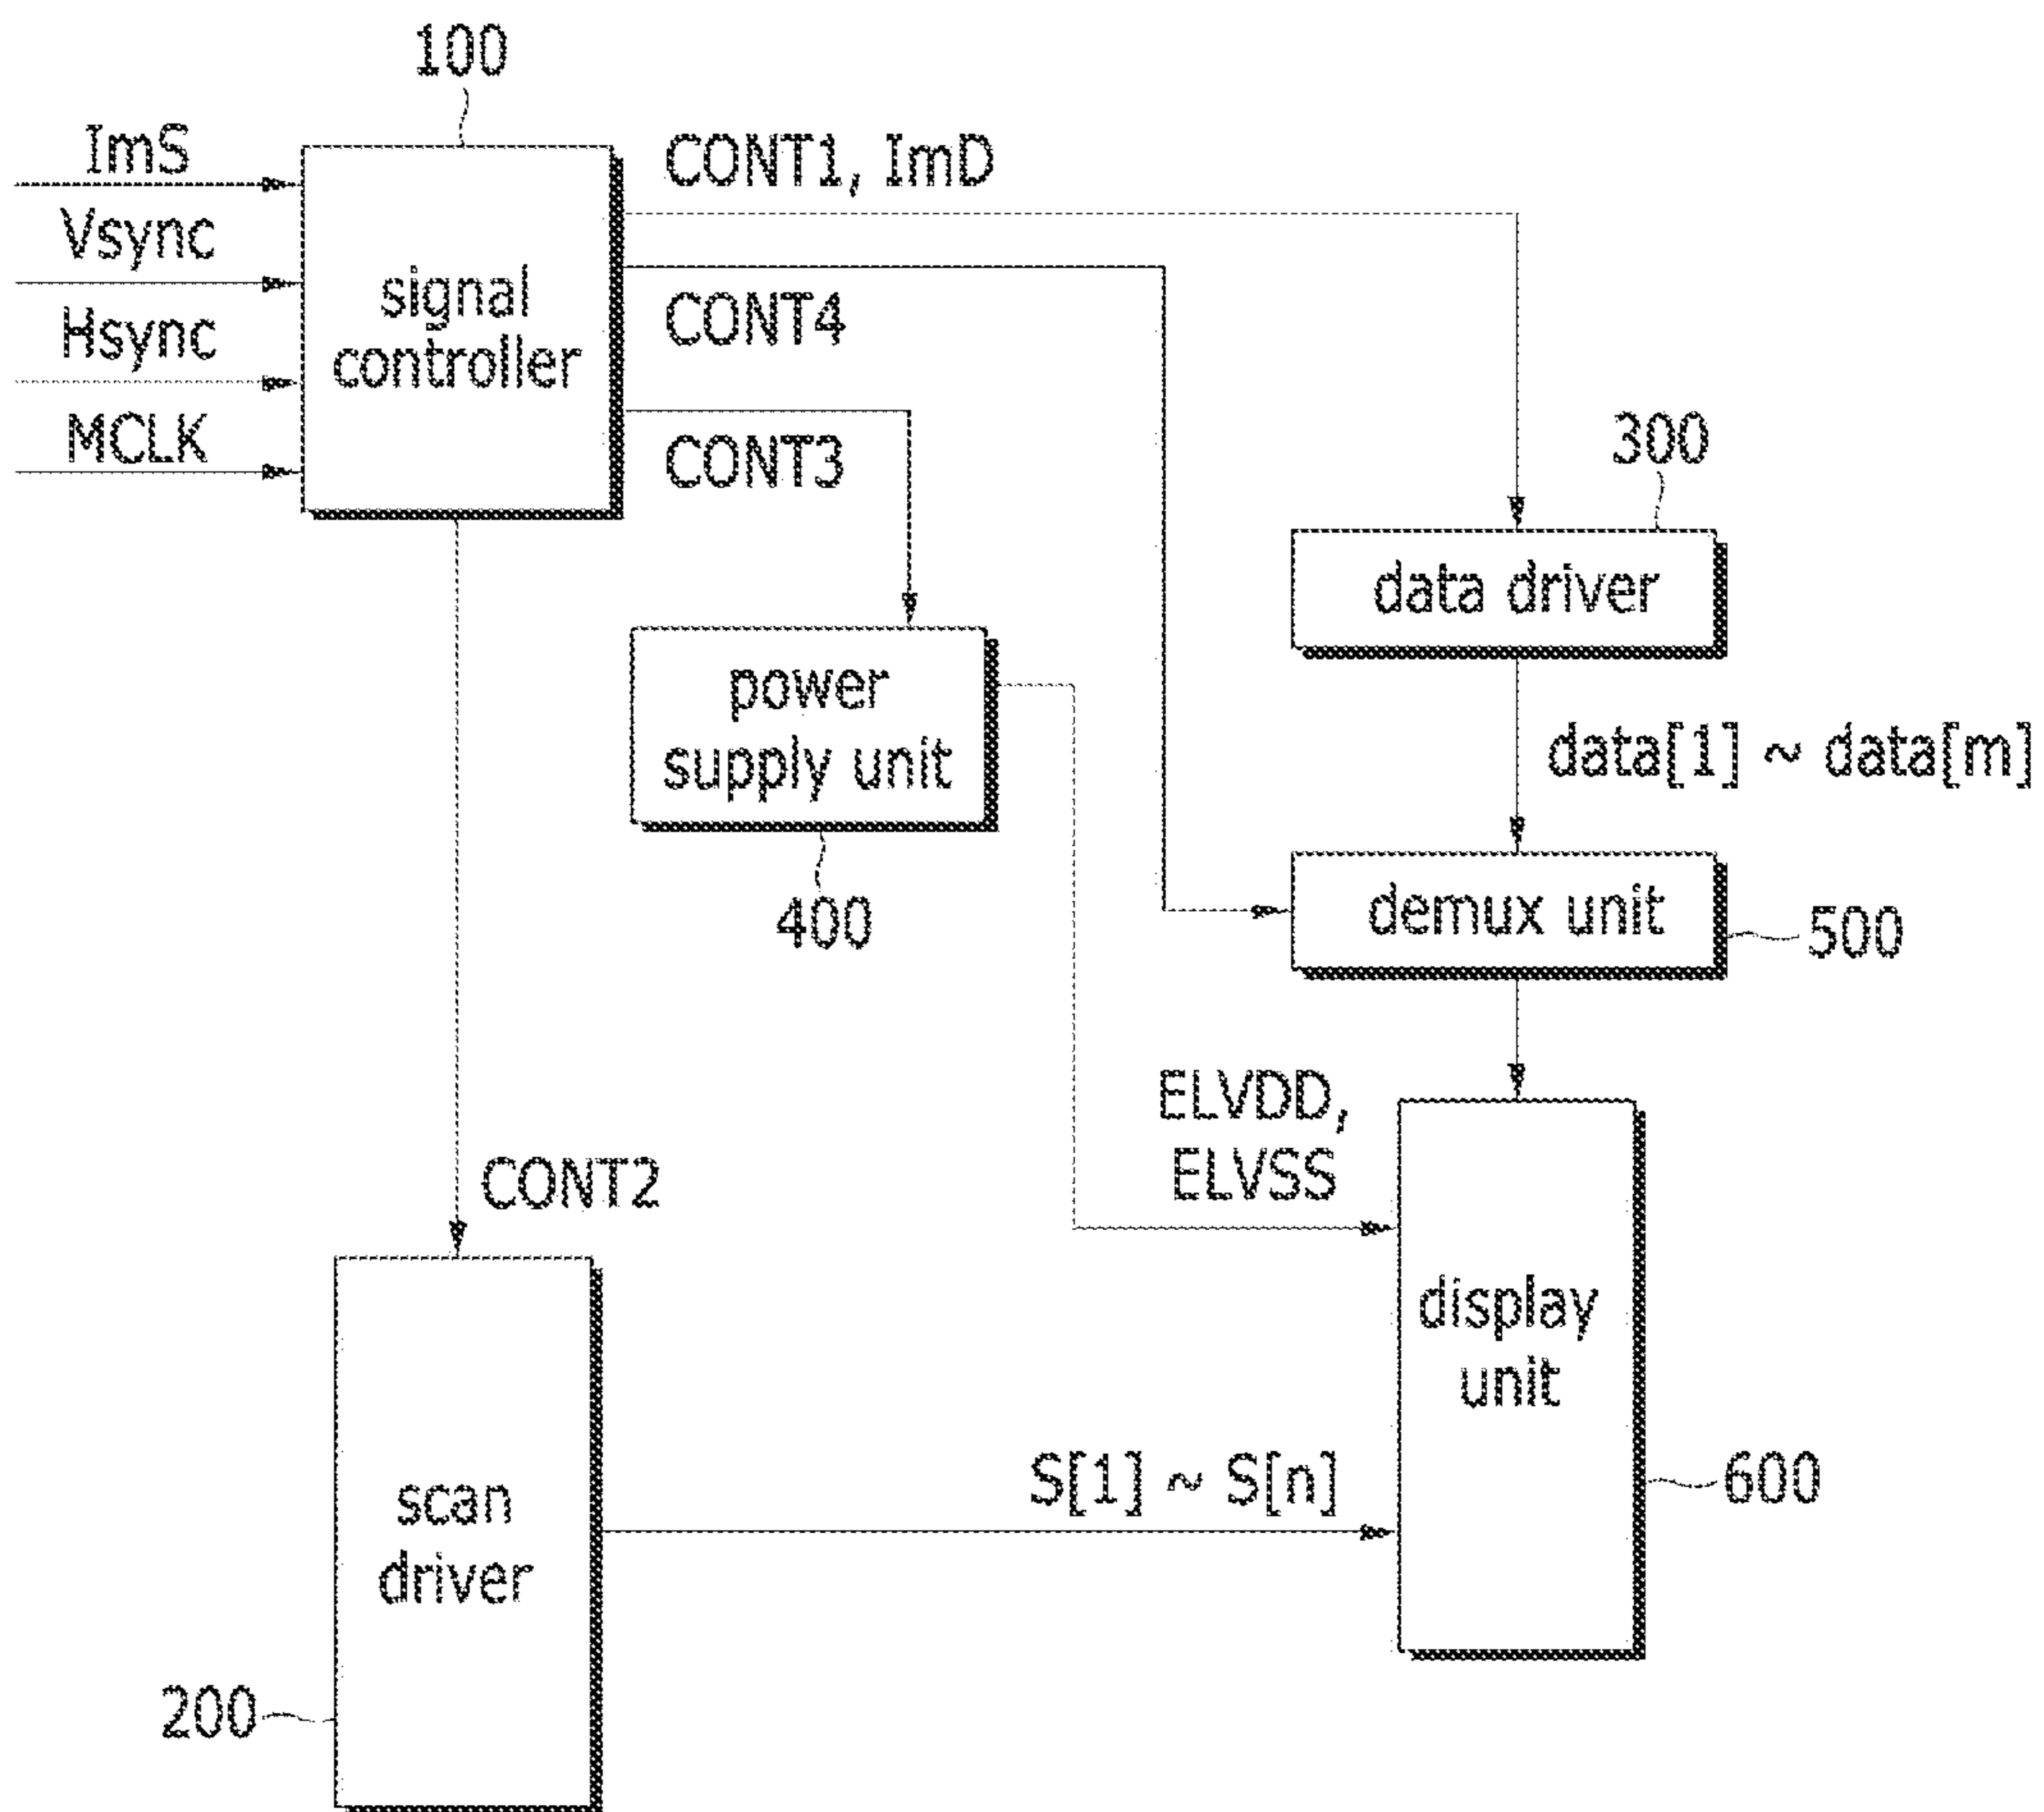 100
ImS
CONT1, ImD
Vsync
signal
controller
CONT4
Hsync
MCLK
CONT3
300
data driver
power
supply unit
data[1] ~ data[m]
400
demux unit
500
ELVDD,
ELVSS
CONT2
display
unit
S[1] ~ S[n]
600
scan
driver
200